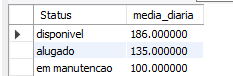 Status media_diaria
disponivel 186.000000
alugado 135.000000
em manutencao 100.000000